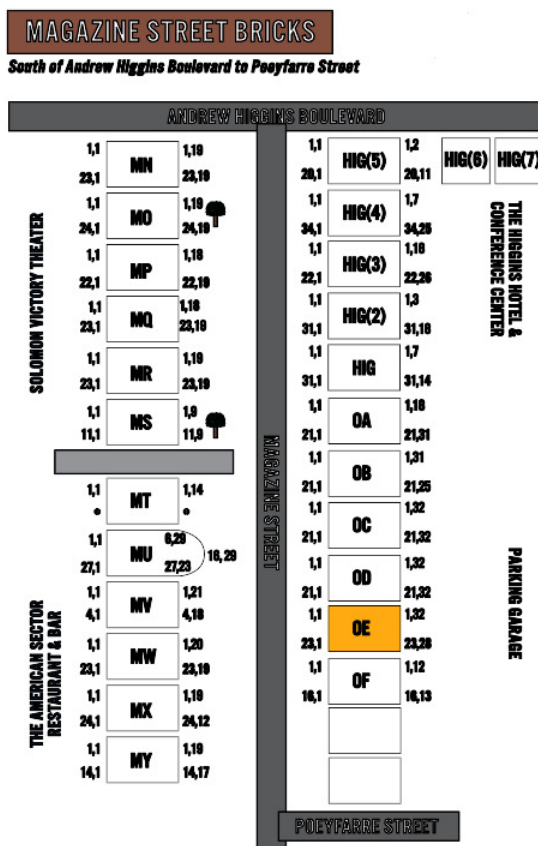 MAGAZINE STREET BRICKS
South of Andrew Higgins Boulevard to Poeyfarre Street
ANDREW HIGGINS BOULEVARD
1,1 MN 1,19
23,1 23,19
1,1 MO 1,19
24,1 24,19
1,1 MP 1,18
22,1 22,19
1,1 MQ 1,18
23,1 23,19
1,1 MR 1,19
23,1 23,19
1,1 MS 1,9
11,1 11,9
SOLOMON VICTORY THEATER
1,1 MT 1,14
* *
1,1 MU 6,29
27,1 27,23 18,29
1,1 MV 1,21
4,1 4,18
1,1 MW 1,20
23,1 23,19
1,1 MX 1,19
24,1 24,12
1,1 MY 1,19
14,1 14,17
THE AMERICAN SECTOR
RESTAURANT & BAR
MAGAZINE STREET
1,1 HIG(5) 1,2 HIG(6) HIG(7)
20,1 20,11
1,1 HIG(4) 1,7
34,1 34,25
1,1 HIG(3) 1,18
22,1 22,26
1,1 HIG(2) 1,3
31,1 31,18
1,1 HIG 1,7
31,1 31,14
1,1 OA 1,18
21,1 21,31
1,1 OB 1,31
21,1 21,25
1,1 OC 1,32
21,1 21,32
1,1 OD 1,32
21,1 21,32
1,1 OE 1,32
23,1 23,28
1,1 OF 1,12
16,1 16,13
THE HIGGINS HOTEL &
CONFERENCE CENTER
PARKING GARAGE
POEYFARRE STREET